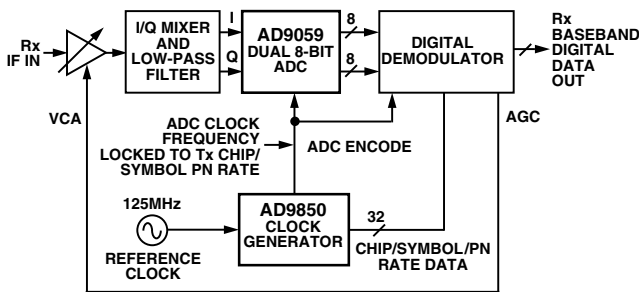 Rx
IF IN
VCA
I/Q MIXER
AND
LOW-PASS
FILTER
I
Q
AD9059
DUAL 8-BIT
ADC
8
8
DIGITAL
DEMODULATOR
Rx
BASEBAND
DIGITAL
DATA
OUT
AGC
ADC CLOCK
FREQUENCY
LOCKED TO Tx CHIP/
SYMBOL PN RATE
ADC ENCODE
125MHz
REFERENCE
CLOCK
AD9850
CLOCK
GENERATOR
32
CHIP/SYMBOL/PN
RATE DATA